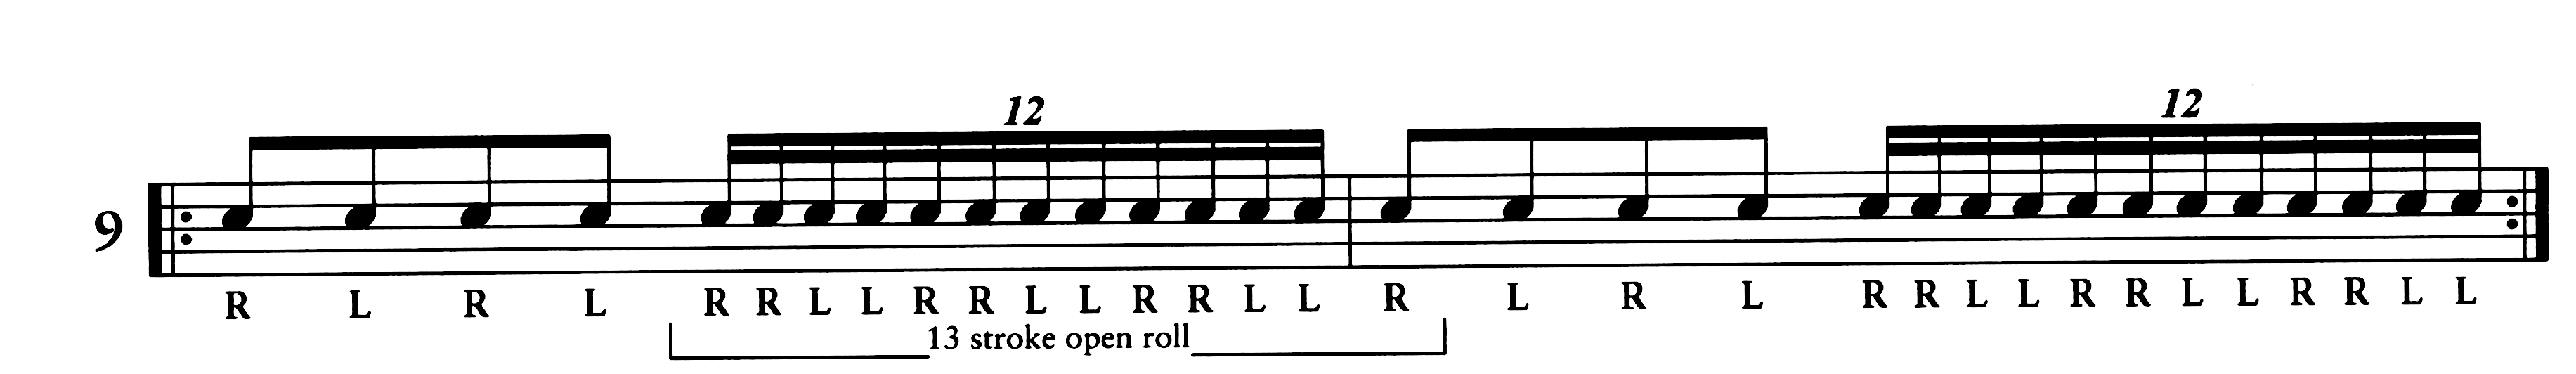 12 12
9
R L R L R R L L R R L L R R L L R L R L R R L L R R L L R R L L
13 stroke open roll